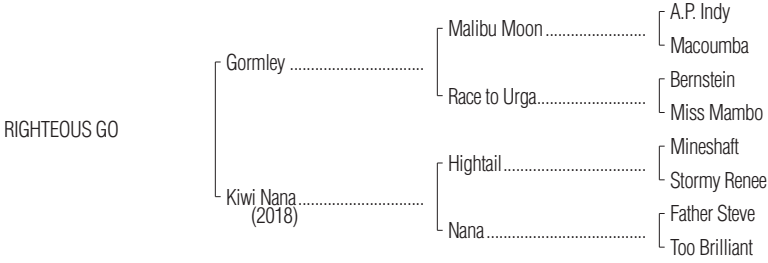 A.P. Indy
Malibu Moon ........................
Macoumba
Gormley ................................
Bernstein
Race to Urga..........................
Miss Mambo
RIGHTEOUS GO
Mineshaft
Hightail..................................
Stormy Renee
Kiwi Nana..............................
(2018)
Father Steve
Nana ......................................
Too Brilliant